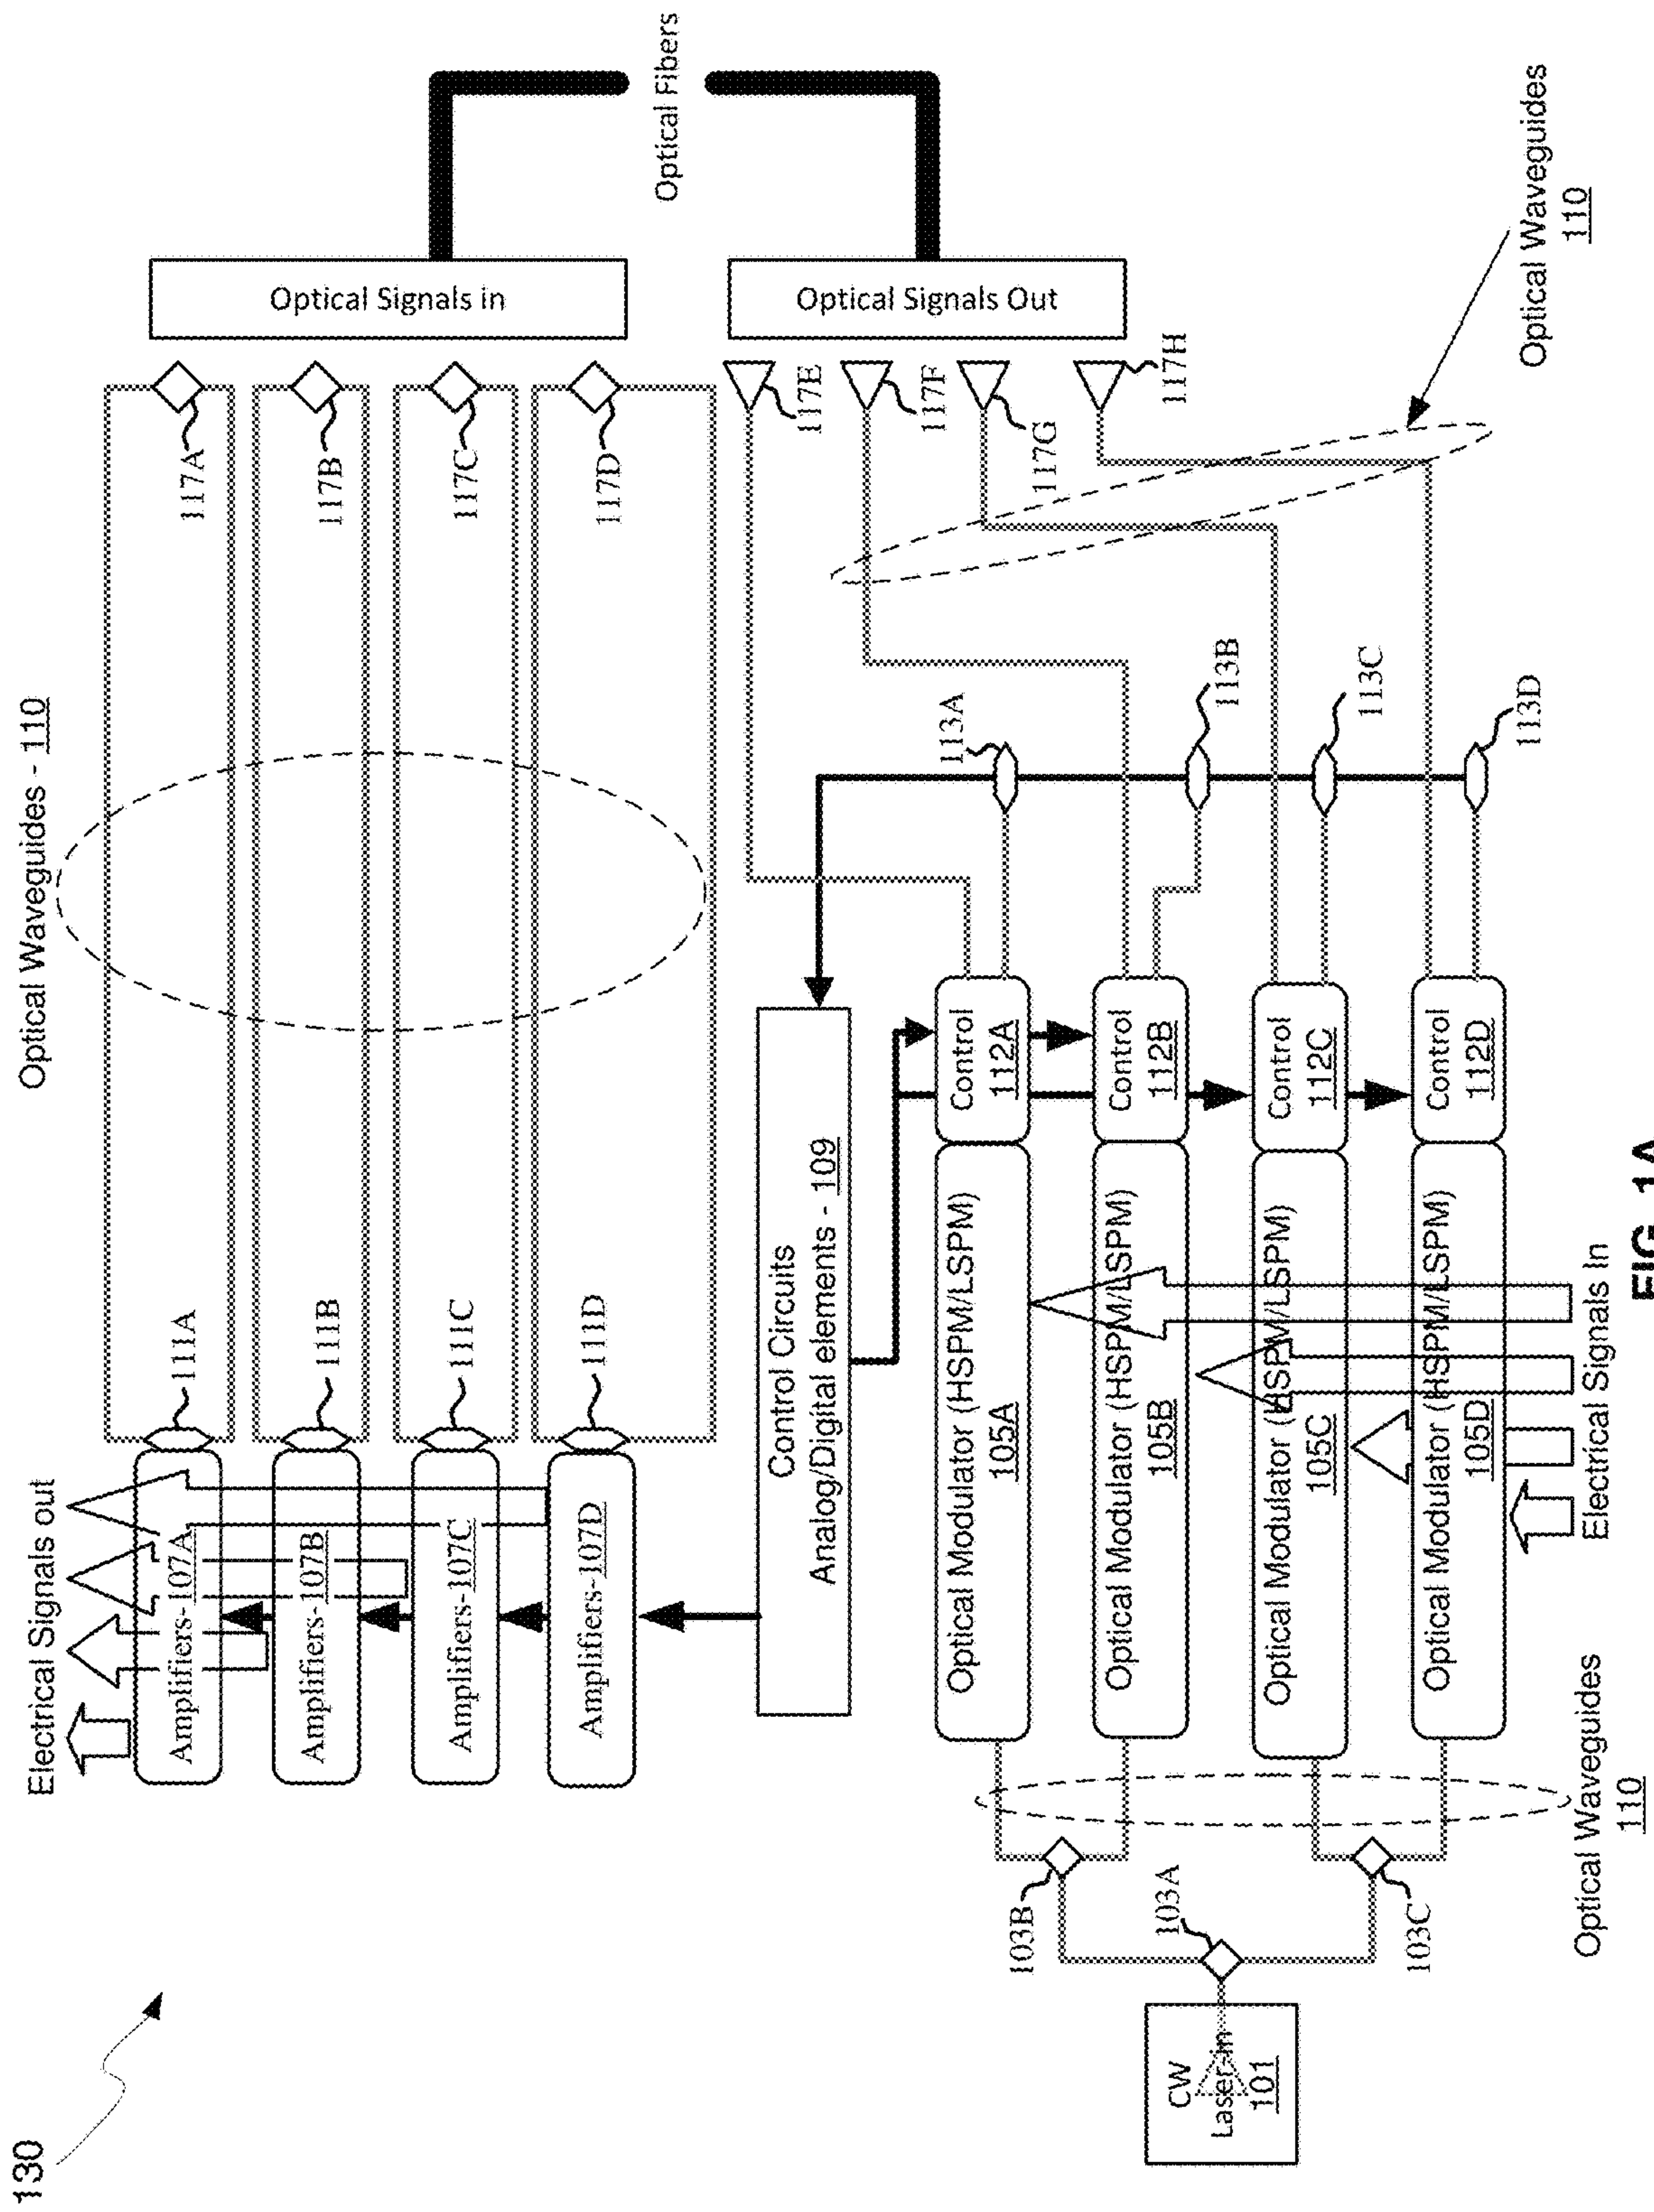 130
Electrical Signals out
Optical Waveguides - 110
Amplifiers-107A
111A
117A
Amplifiers-107B
111B
117B
Amplifiers-107C
111C
117C
Amplifiers-107D
111D
117D
Optical Signals in
Optical Fibers
Optical Signals Out
117E
117F
117G
117H
Control Circuits
Analog/Digital elements - 109
CW
Laser-in
101
103A
103B
103C
Optical Modulator (HSPM/LSPM)
105A
Control
112A
113A
Optical Modulator (HSPM/LSPM)
105B
Control
112B
113B
Optical Modulator (HSPM/LSPM)
105C
Control
112C
113C
Optical Modulator (HSPM/LSPM)
105D
Control
112D
113D
Optical Waveguides
110
Electrical Signals In
Optical Waveguides
110
FIG. 1A